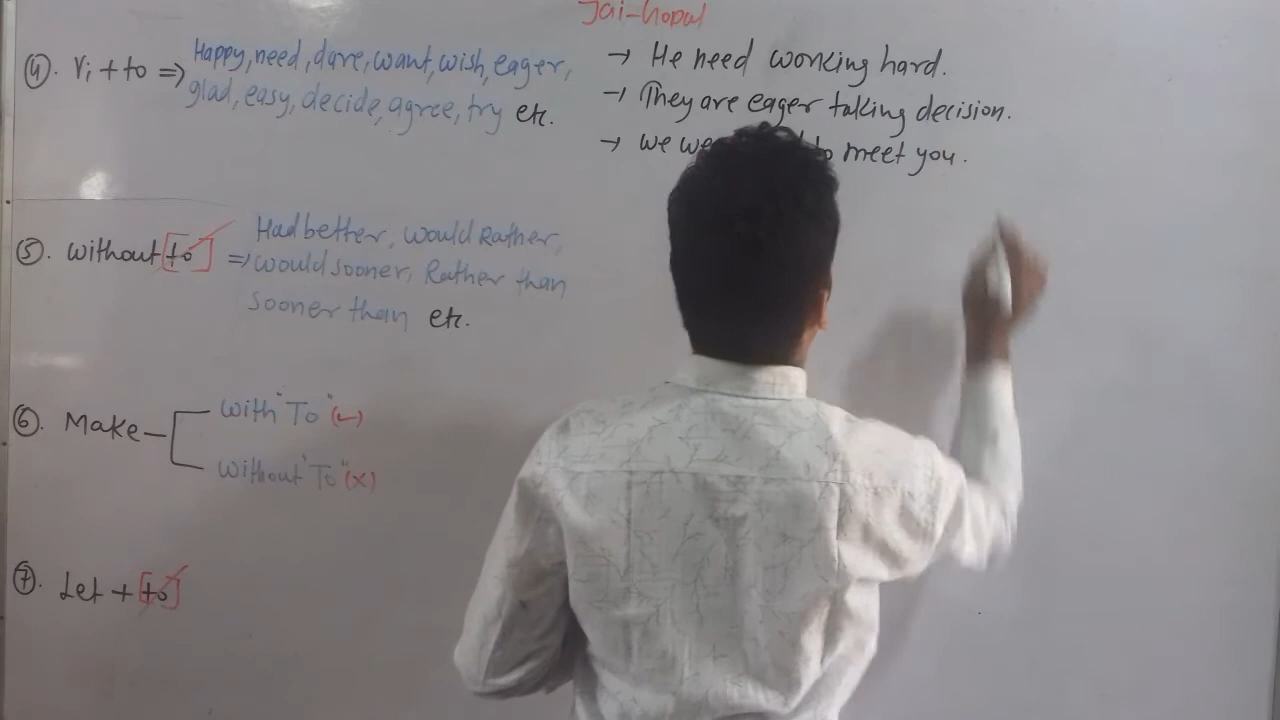 Jai-Gopal
④. V₁ + to => Happy, need, dare, want, wish, eager,
glad, easy, decide, agree, try etc.
→ He need working hard.
→ They are eager taking decision.
→ We to meet you.
⑤. without [to] => Had better, would Rather,
would sooner, Rather than
sooner than etc.
⑥. Make
with "To" (✓)
without "To" (x)
⑦. Let + [to]